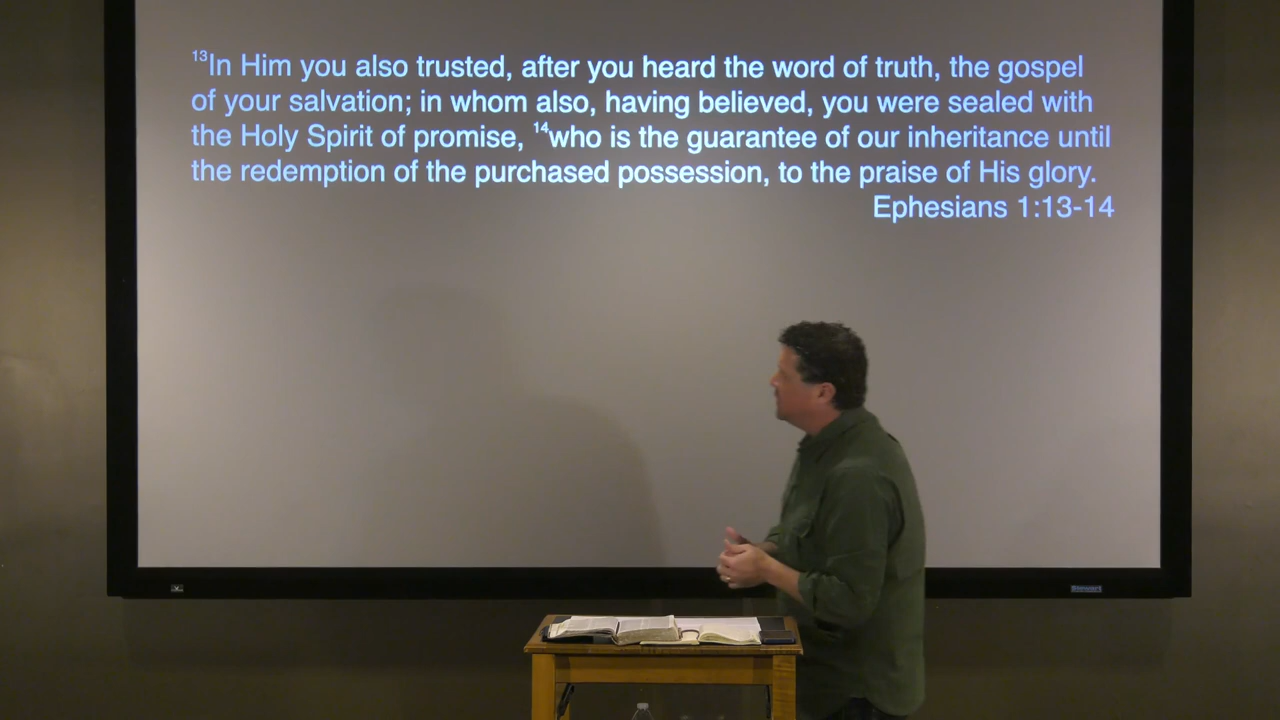 ¹³In Him you also trusted, after you heard the word of truth, the gospel
of your salvation; in whom also, having believed, you were sealed with
the Holy Spirit of promise, ¹⁴who is the guarantee of our inheritance until
the redemption of the purchased possession, to the praise of His glory.
Ephesians 1:13-14